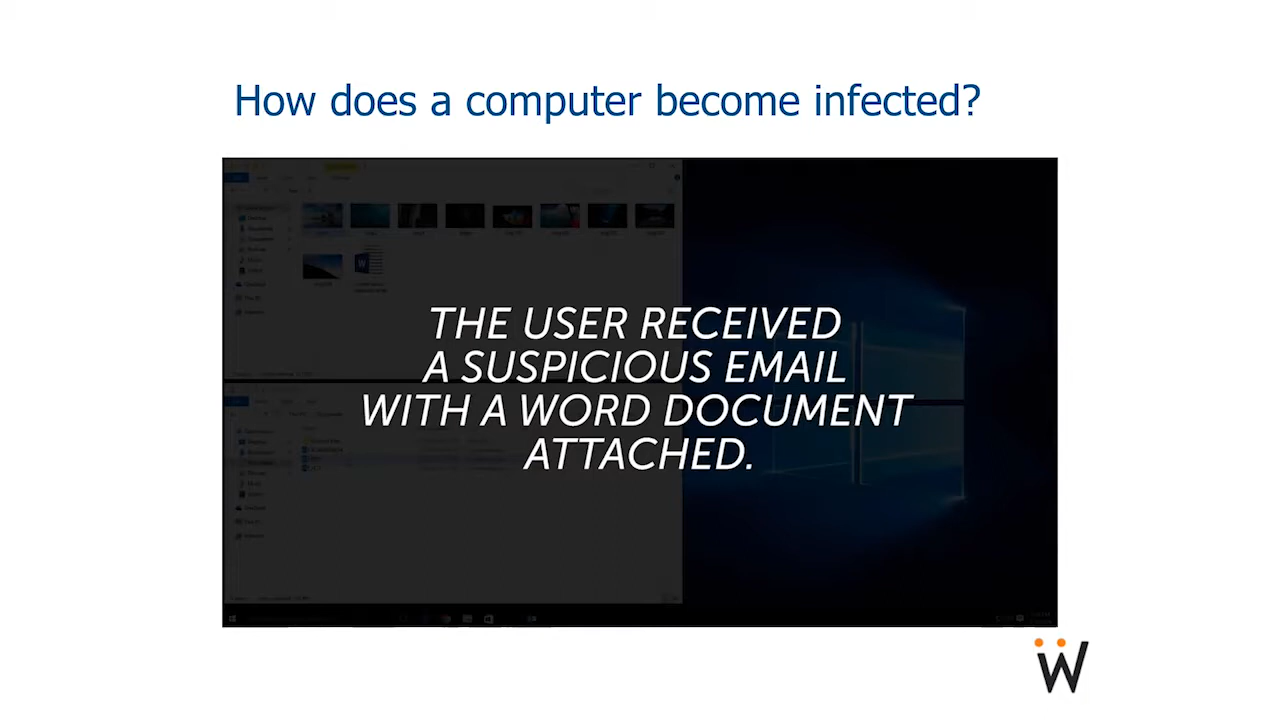 How does a computer become infected?
THE USER RECEIVED
A SUSPICIOUS EMAIL
WITH A WORD DOCUMENT
ATTACHED.
W